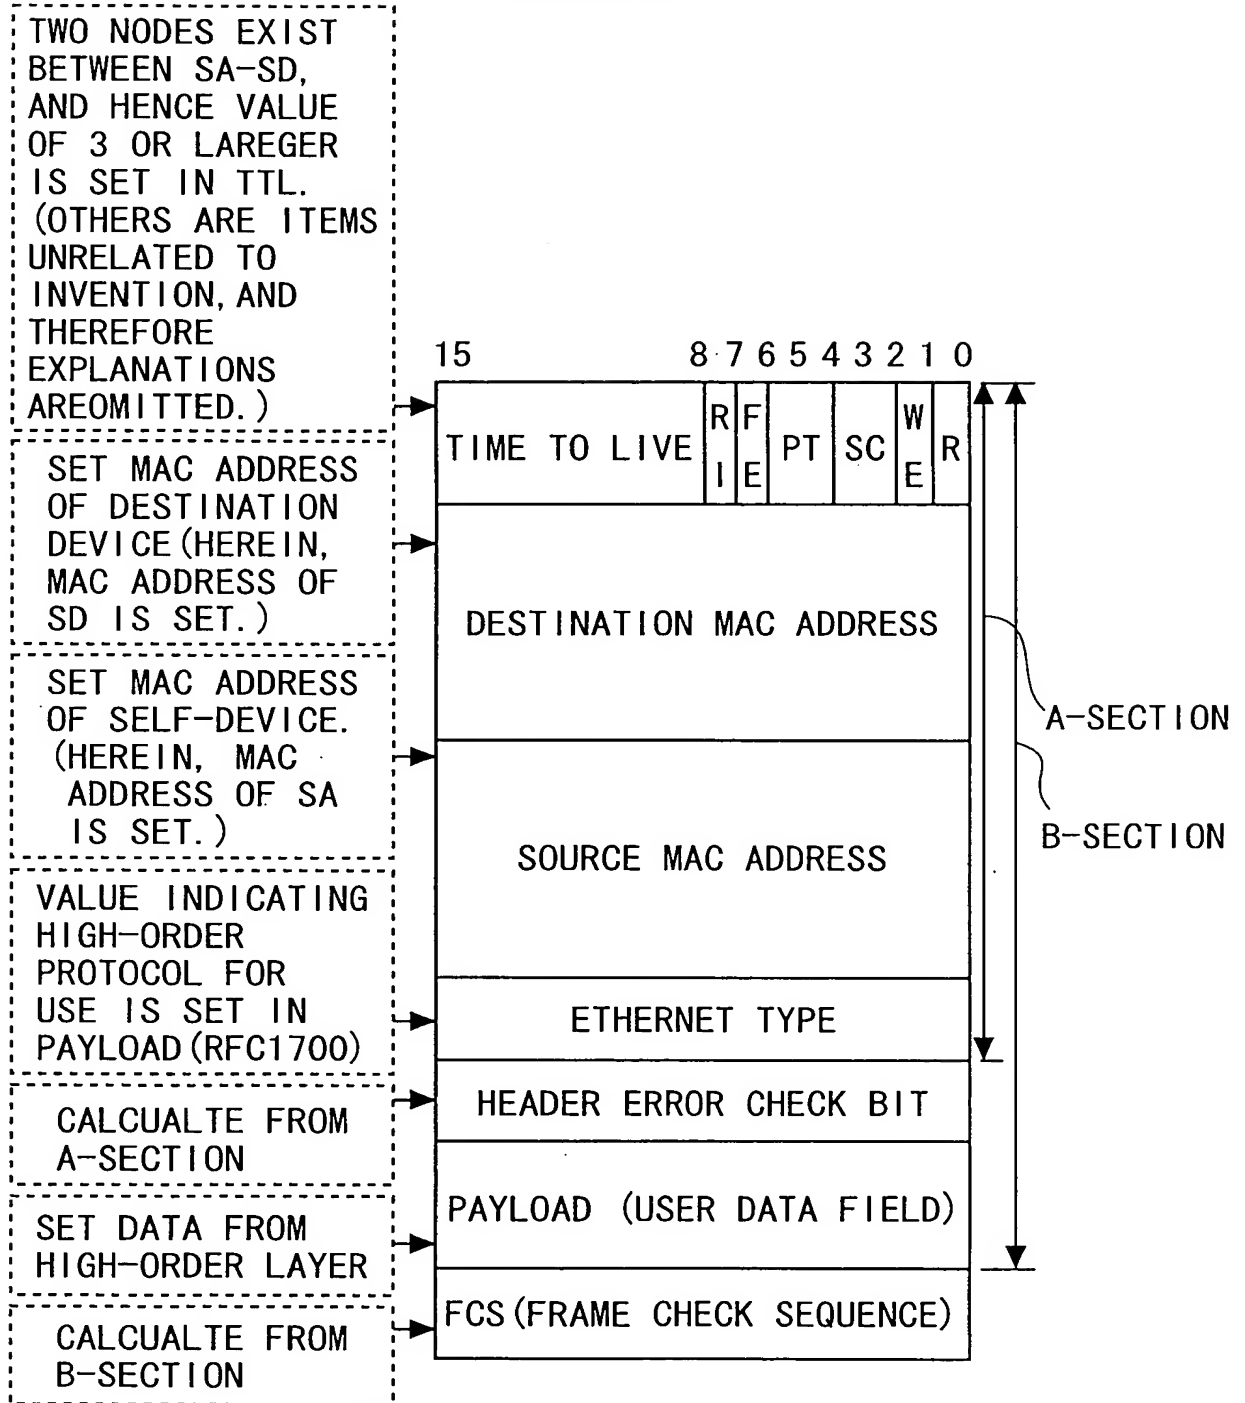 TWO NODES EXIST
BETWEEN SA-SD,
AND HENCE VALUE
OF 3 OR LAREGER
IS SET IN TTL.
(OTHERS ARE ITEMS
UNRELATED TO
INVENTION, AND
THEREFORE
EXPLANATIONS
AREOMITTED.)
SET MAC ADDRESS
OF DESTINATION
DEVICE(HEREIN,
MAC ADDRESS OF
SD IS SET.)
SET MAC ADDRESS
OF SELF-DEVICE.
(HEREIN, MAC
ADDRESS OF SA
IS SET.)
VALUE INDICATING
HIGH-ORDER
PROTOCOL FOR
USE IS SET IN
PAYLOAD(RFC1700)
CALCUALTE FROM
A-SECTION
SET DATA FROM
HIGH-ORDER LAYER
CALCUALTE FROM
B-SECTION
15 8 7 6 5 4 3 2 1 0
TIME TO LIVE RI FE PT SC WE R
DESTINATION MAC ADDRESS
SOURCE MAC ADDRESS
ETHERNET TYPE
HEADER ERROR CHECK BIT
PAYLOAD (USER DATA FIELD)
FCS(FRAME CHECK SEQUENCE)
A-SECTION
B-SECTION